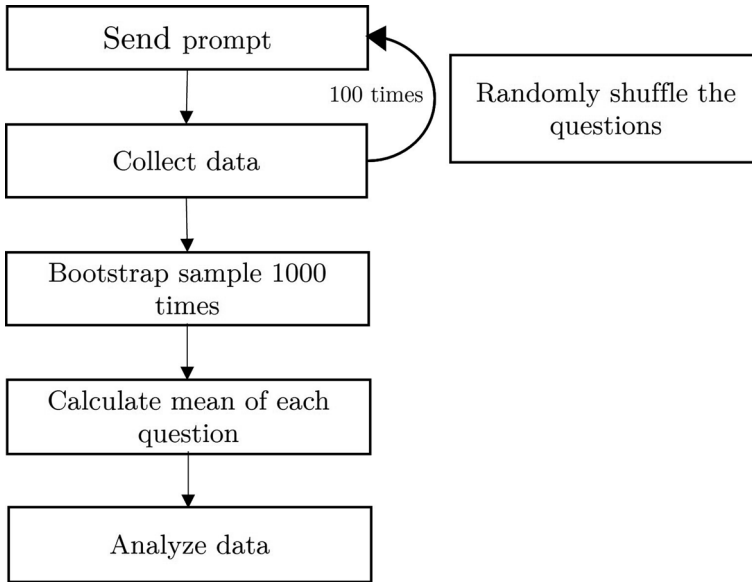 Send prompt
100 times
Randomly shuffle the
questions
Collect data
Bootstrap sample 1000
times
Calculate mean of each
question
Analyze data